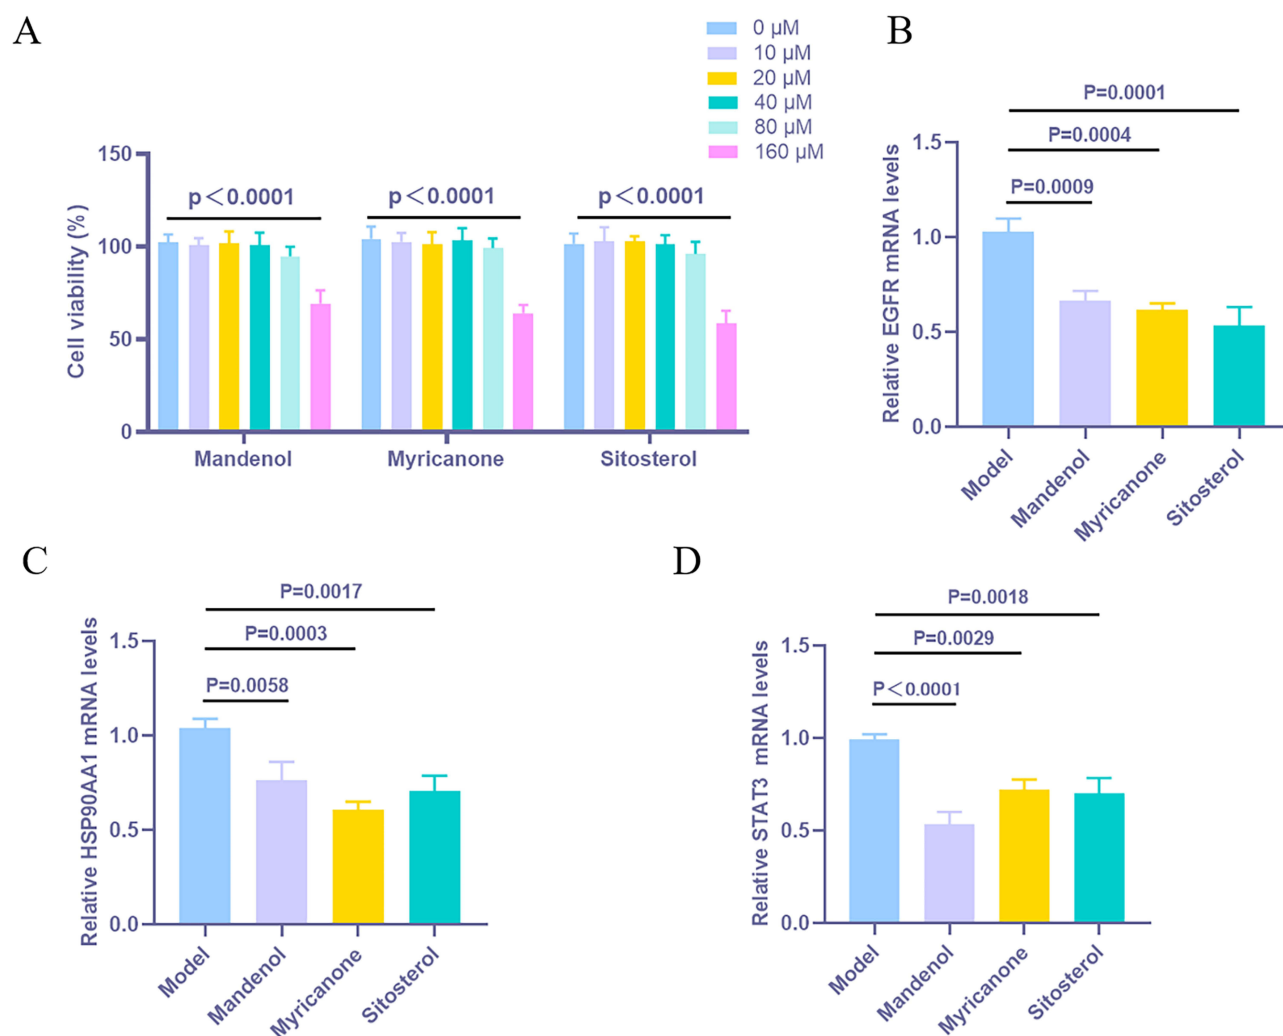 A
0 μM
10 μM
20 μM
40 μM
80 μM
160 μM
Cell viability (%)
150
100
50
0
p<0.0001
p<0.0001
p<0.0001
Mandenol
Myricanone
Sitosterol
B
Relative EGFR mRNA levels
P=0.0001
P=0.0004
P=0.0009
1.5
1.0
0.5
0.0
Model
Mandenol
Myricanone
Sitosterol
C
Relative HSP90AA1 mRNA levels
P=0.0017
P=0.0003
P=0.0058
1.5
1.0
0.5
0.0
Model
Mandenol
Myricanone
Sitosterol
D
Relative STAT3 mRNA levels
P=0.0018
P=0.0029
P<0.0001
1.5
1.0
0.5
0.0
Model
Mandenol
Myricanone
Sitosterol